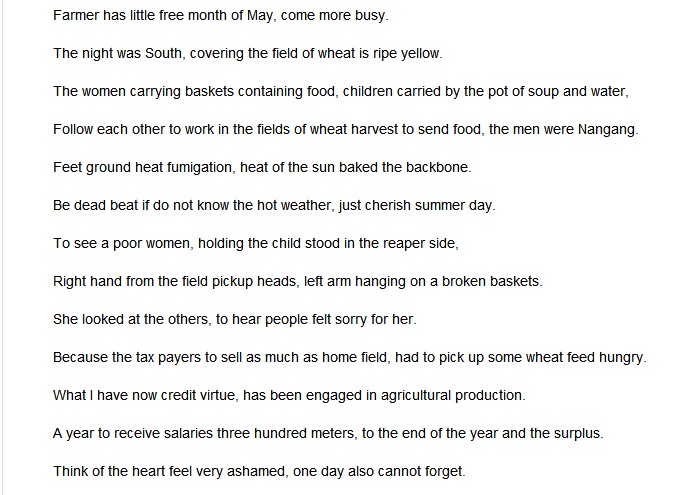 Farmer has little free month of May, come more busy.
The night was South, covering the field of wheat is ripe yellow.
The women carrying baskets containing food, children carried by the pot of soup and water,
Follow each other to work in the fields of wheat harvest to send food, the men were Nangang.
Feet ground heat fumigation, heat of the sun baked the backbone.
Be dead beat if do not know the hot weather, just cherish summer day.
To see a poor women, holding the child stood in the reaper side,
Right hand from the field pickup heads, left arm hanging on a broken baskets.
She looked at the others, to hear people felt sorry for her.
Because the tax payers to sell as much as home field, had to pick up some wheat feed hungry.
What I have now credit virtue, has been engaged in agricultural production.
A year to receive salaries three hundred meters, to the end of the year and the surplus.
Think of the heart feel very ashamed, one day also cannot forget.